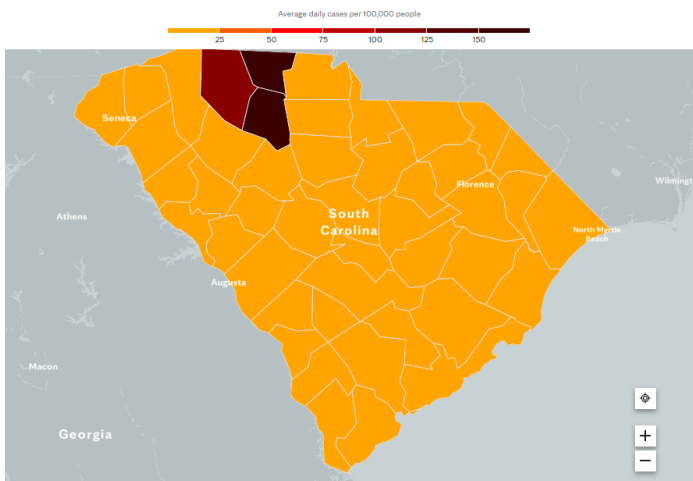 Average daily cases per 100,000 people
25 50 75 100 125 150
Seneca
Florence
Wilmingt
Athens
South
Carolina
North Myrtle
Beach
Augusta
Macon
Georgia
+
−